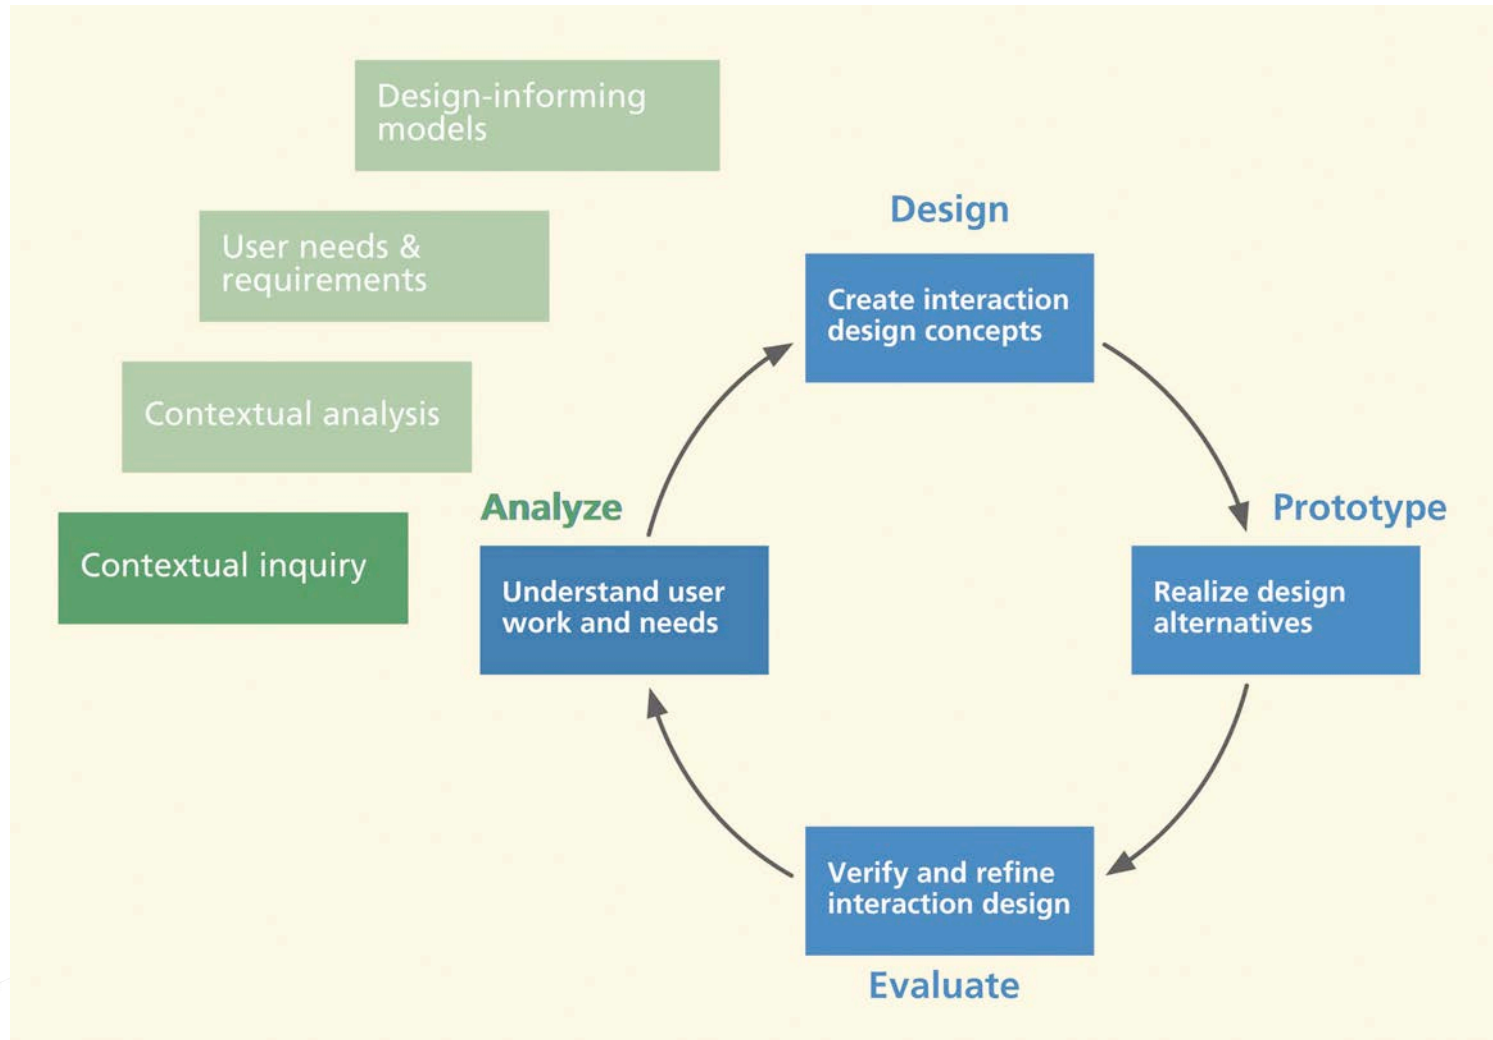 Design-informing
models
User needs &
requirements
Contextual analysis
Contextual inquiry
Analyze
Understand user
work and needs
Design
Create interaction
design concepts
Prototype
Realize design
alternatives
Verify and refine
interaction design
Evaluate